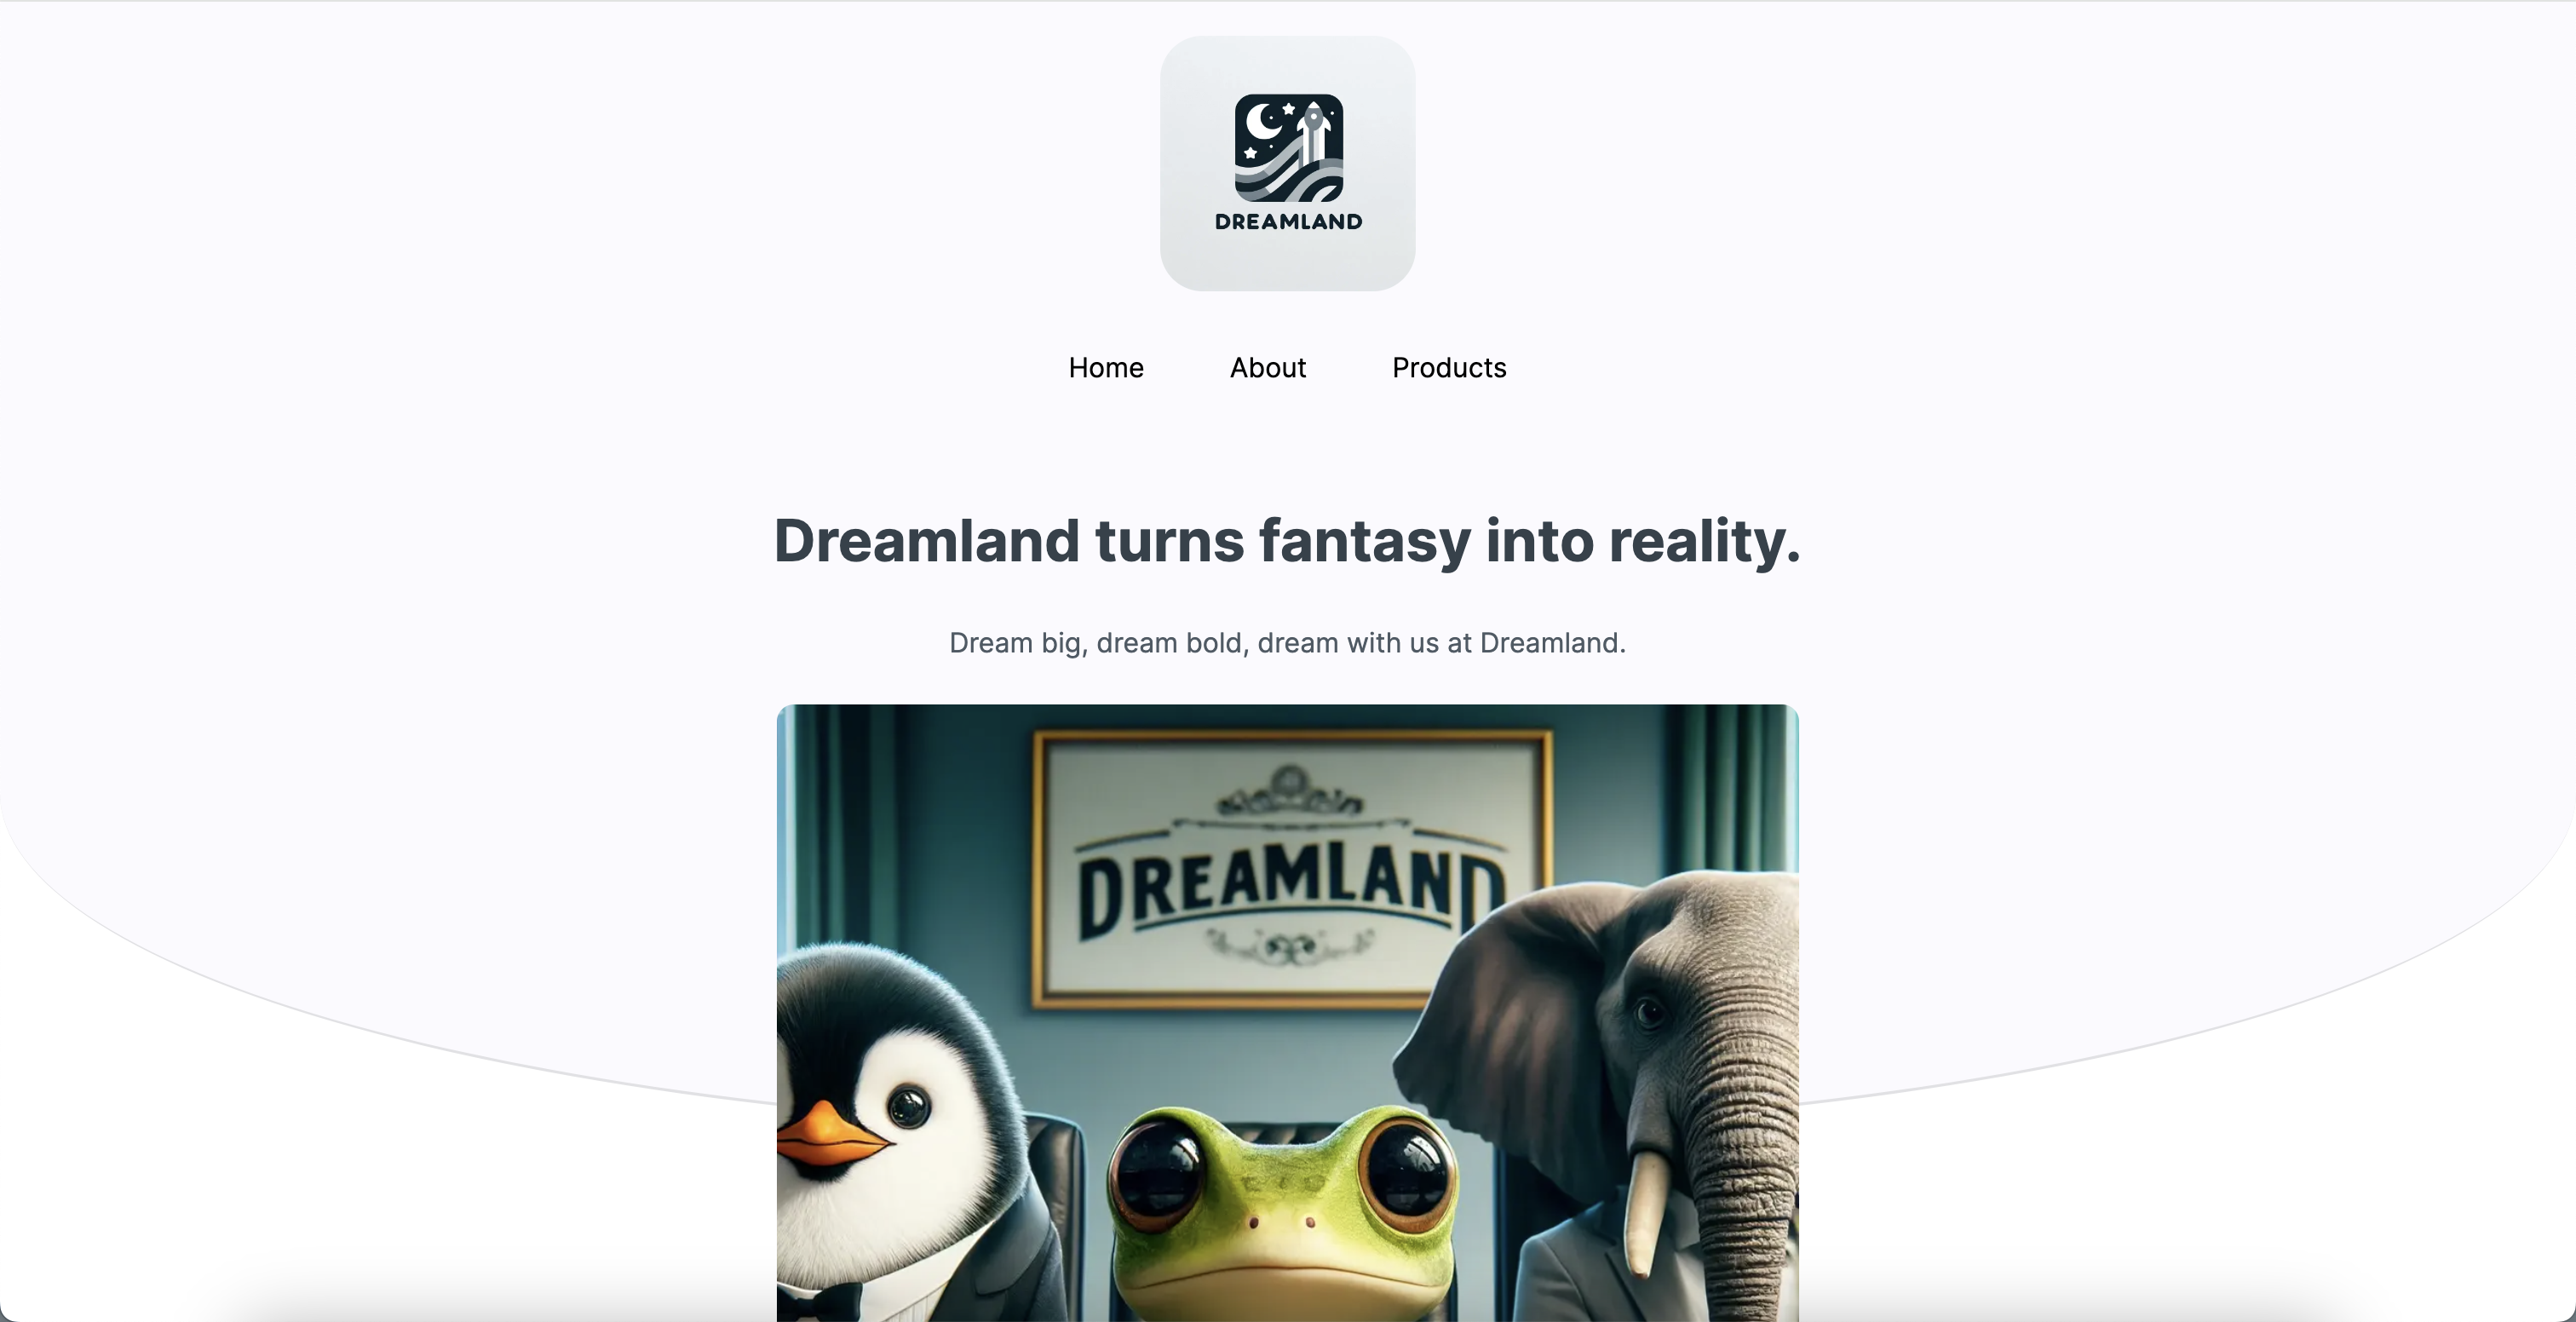 DREAMLAND
Home About Products
Dreamland turns fantasy into reality.
Dream big, dream bold, dream with us at Dreamland.
DREAMLAND